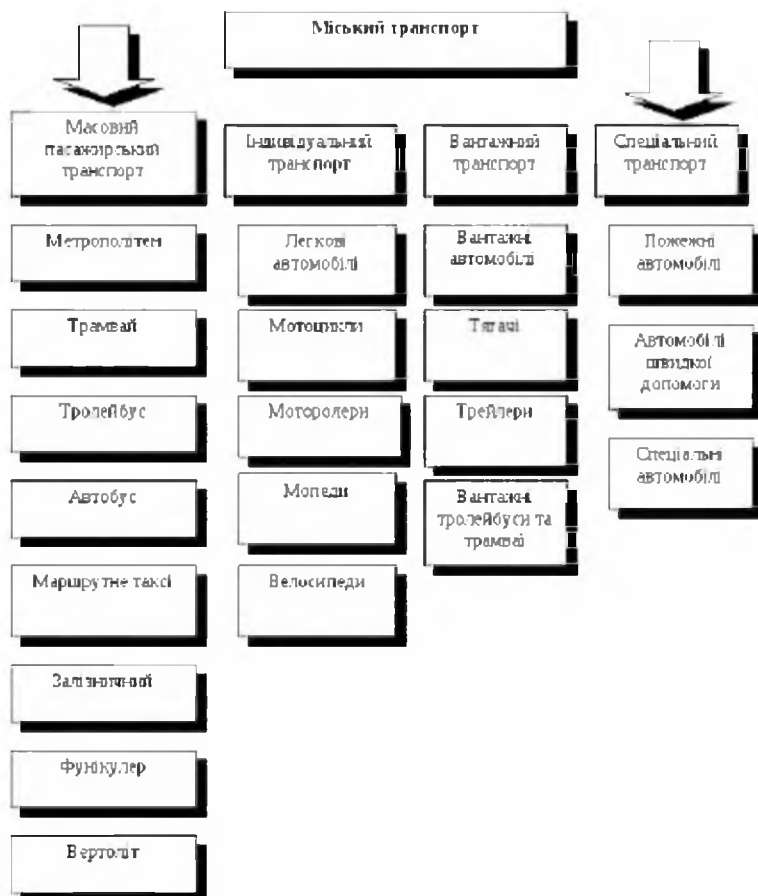 Міський транспорт
Масовий
пасажирський
транспорт
Індивідуальний
транспорт
Вантажний
транспорт
Спеціальний
транспорт
Метрополітен
Трамвай
Тролейбус
Автобус
Маршрутне таксі
Залізничний
Фунікулер
Вертоліт
Легкові
автомобілі
Мотоцикли
Моторолери
Мопеди
Велосипеди
Вантажні
автомобілі
Тягачі
Трейлери
Вантажні
тролейбуси та
трамваї
Пожежні
автомобілі
Автомобілі
швидкої
допомоги
Спеціальні
автомобілі